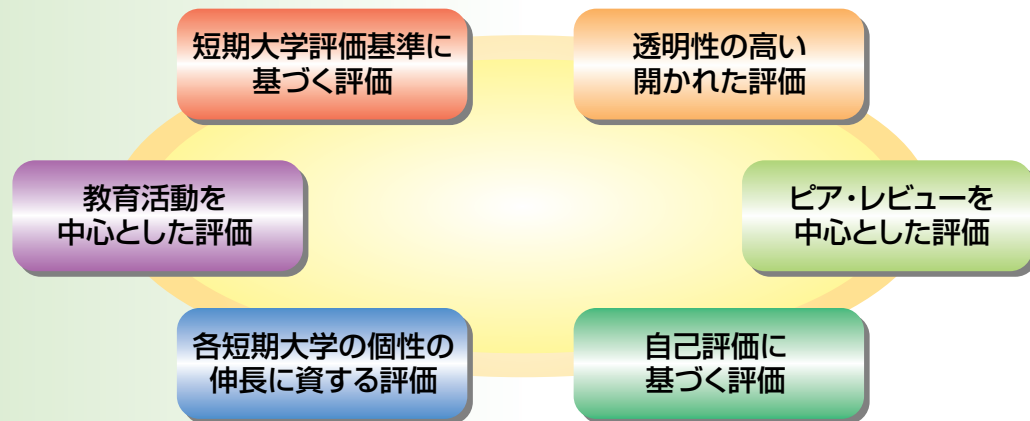 短期大学評価基準に
基づく評価
透明性の高い
開かれた評価
教育活動を
中心とした評価
ピア・レビューを
中心とした評価
各短期大学の個性の
伸長に資する評価
自己評価に
基づく評価